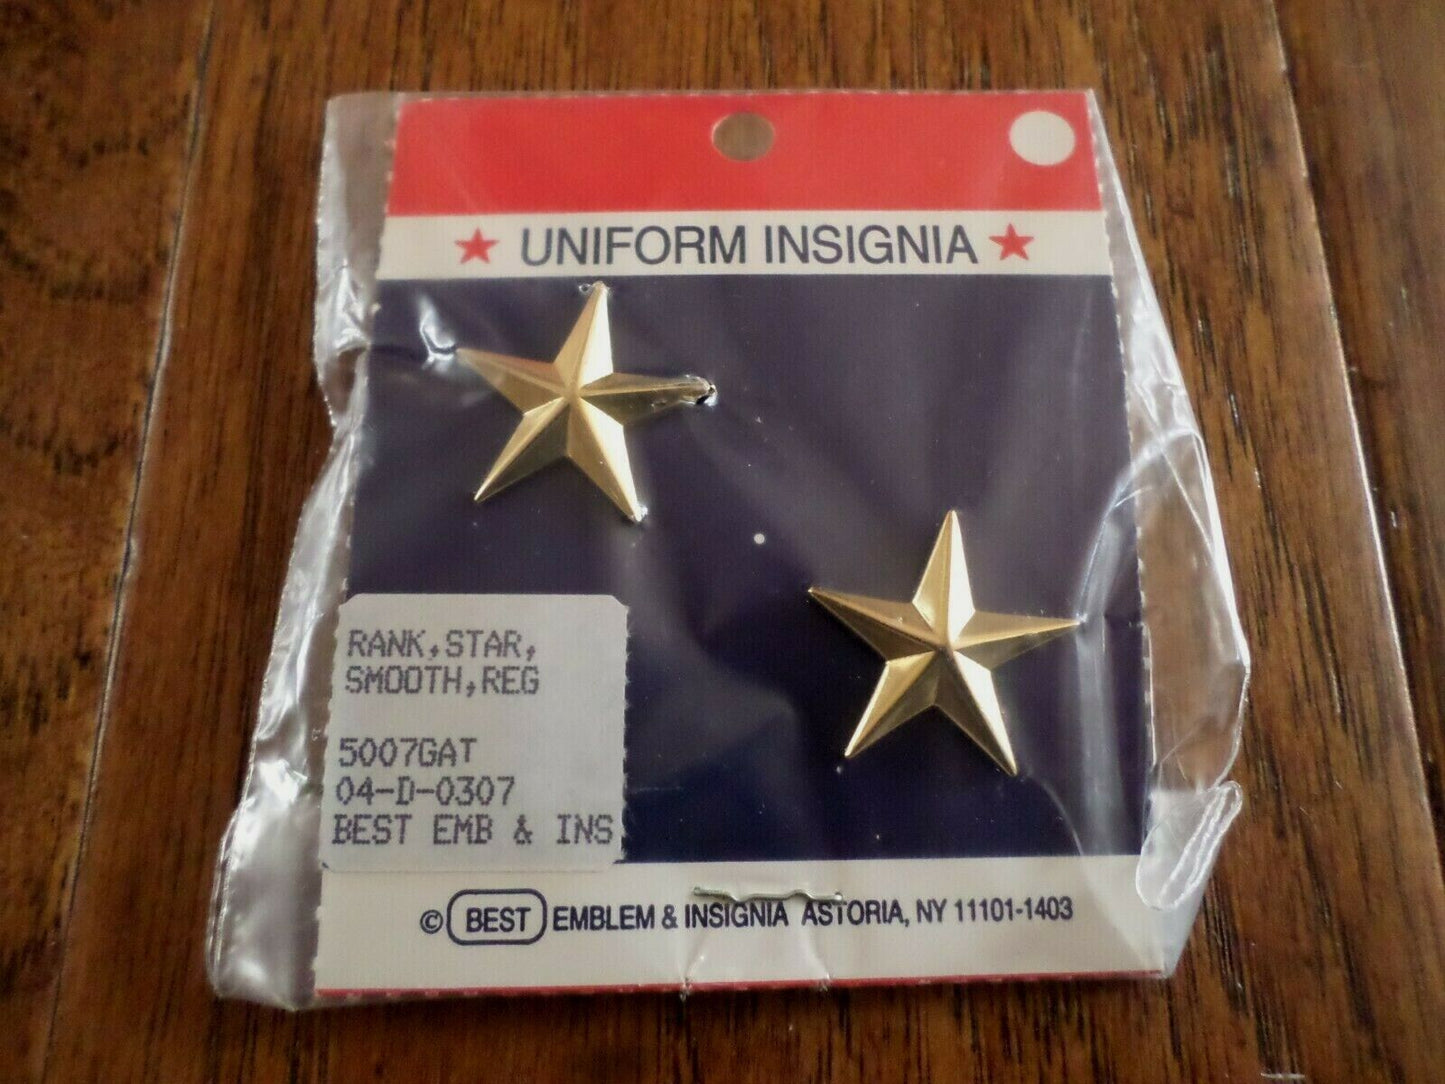 UNIFORM INSIGNIA
RANK,STAR,
SMOOTH,REG
5007GAT
04-D-0307
BEST EMB & INS
© BEST EMBLEM & INSIGNIA ASTORIA, NY 11101-1403